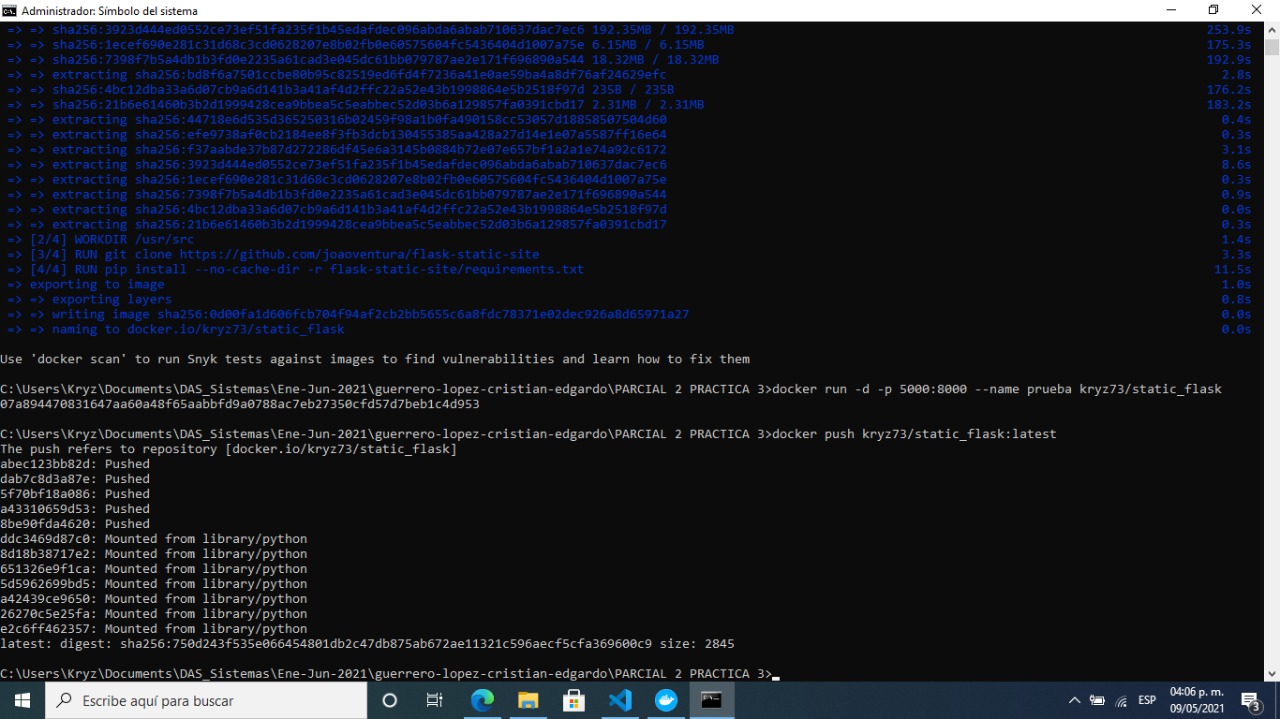 Administrador: Símbolo del sistema
=> => sha256:3923d444ed0552ce73ef51fa235f1b45edafdec096abda6abab710637dac7ec6 192.35MB / 192.35MB 253.9s
=> => sha256:1ecef690e281c31d68c3cd0628207e8b02fb0e60575604fc5436404d1007a75e 6.15MB / 6.15MB 175.3s
=> => sha256:7398f7b5a4db1b3fd0e2235a61cad3e045dc61bb079787ae2e171f696890a544 18.32MB / 18.32MB 192.9s
=> => extracting sha256:bd8f6a7501ccbe80b95c82519ed6fd4f7236a41e0ae59ba4a8df76af24629efc 2.8s
=> => sha256:4bc12dba33a6d07cb9a6d141b3a41af4d2ffc22a52e43b1998864e5b2518f97d 235B / 235B 176.2s
=> => sha256:21b6e61460b3b2d1999428cea9bbea5c5eabbec52d03b6a129857fa0391cbd17 2.31MB / 2.31MB 183.2s
=> => extracting sha256:44718e6d535d365250316b02459f98a1b0fa490158cc53057d18858507504d60 0.4s
=> => extracting sha256:efe9738af0cb2184ee8f3fb3dcb130455385aa428a27d14e1e07a5587ff16e64 0.3s
=> => extracting sha256:f37aabde37b87d272286df45e6a3145b0884b72e07e657bf1a2a1e74a92c6172 3.1s
=> => extracting sha256:3923d444ed0552ce73ef51fa235f1b45edafdec096abda6abab710637dac7ec6 8.6s
=> => extracting sha256:1ecef690e281c31d68c3cd0628207e8b02fb0e60575604fc5436404d1007a75e 0.3s
=> => extracting sha256:7398f7b5a4db1b3fd0e2235a61cad3e045dc61bb079787ae2e171f696890a544 0.9s
=> => extracting sha256:4bc12dba33a6d07cb9a6d141b3a41af4d2ffc22a52e43b1998864e5b2518f97d 0.0s
=> => extracting sha256:21b6e61460b3b2d1999428cea9bbea5c5eabbec52d03b6a129857fa0391cbd17 0.3s
=> [2/4] WORKDIR /usr/src 1.4s
=> [3/4] RUN git clone https://github.com/joaoventura/flask-static-site 3.3s
=> [4/4] RUN pip install --no-cache-dir -r flask-static-site/requirements.txt 11.5s
=> exporting to image 1.0s
=> => exporting layers 0.8s
=> => writing image sha256:0d00fa1d606fcb704f94af2cb2bb5655c6a8fdc78371e02dec926a8d65971a27 0.0s
=> => naming to docker.io/kryz73/static_flask 0.0s
Use 'docker scan' to run Snyk tests against images to find vulnerabilities and learn how to fix them
C:\Users\Kryz\Documents\DAS_Sistemas\Ene-Jun-2021\guerrero-lopez-cristian-edgardo\PARCIAL 2 PRACTICA 3>docker run -d -p 5000:8000 --name prueba kryz73/static_flask
07a894470831647aa60a48f65aabbfd9a0788ac7eb27350cfd57d7beb1c4d953
C:\Users\Kryz\Documents\DAS_Sistemas\Ene-Jun-2021\guerrero-lopez-cristian-edgardo\PARCIAL 2 PRACTICA 3>docker push kryz73/static_flask:latest
The push refers to repository [docker.io/kryz73/static_flask]
abec123bb82d: Pushed
dab7c8d3a87e: Pushed
5f70bf18a086: Pushed
a43310659d53: Pushed
8be90fda4620: Pushed
ddc3469d87c0: Mounted from library/python
8d18b38717e2: Mounted from library/python
651326e9f1ca: Mounted from library/python
5d5962699bd5: Mounted from library/python
a42439ce9650: Mounted from library/python
26270c5e25fa: Mounted from library/python
e2c6ff462357: Mounted from library/python
latest: digest: sha256:750d243f535e066454801db2c47db875ab672ae11321c596aecf5cfa369600c9 size: 2845
C:\Users\Kryz\Documents\DAS_Sistemas\Ene-Jun-2021\guerrero-lopez-cristian-edgardo\PARCIAL 2 PRACTICA 3>
Escribe aquí para buscar
ESP
04:06 p. m.
09/05/2021
3